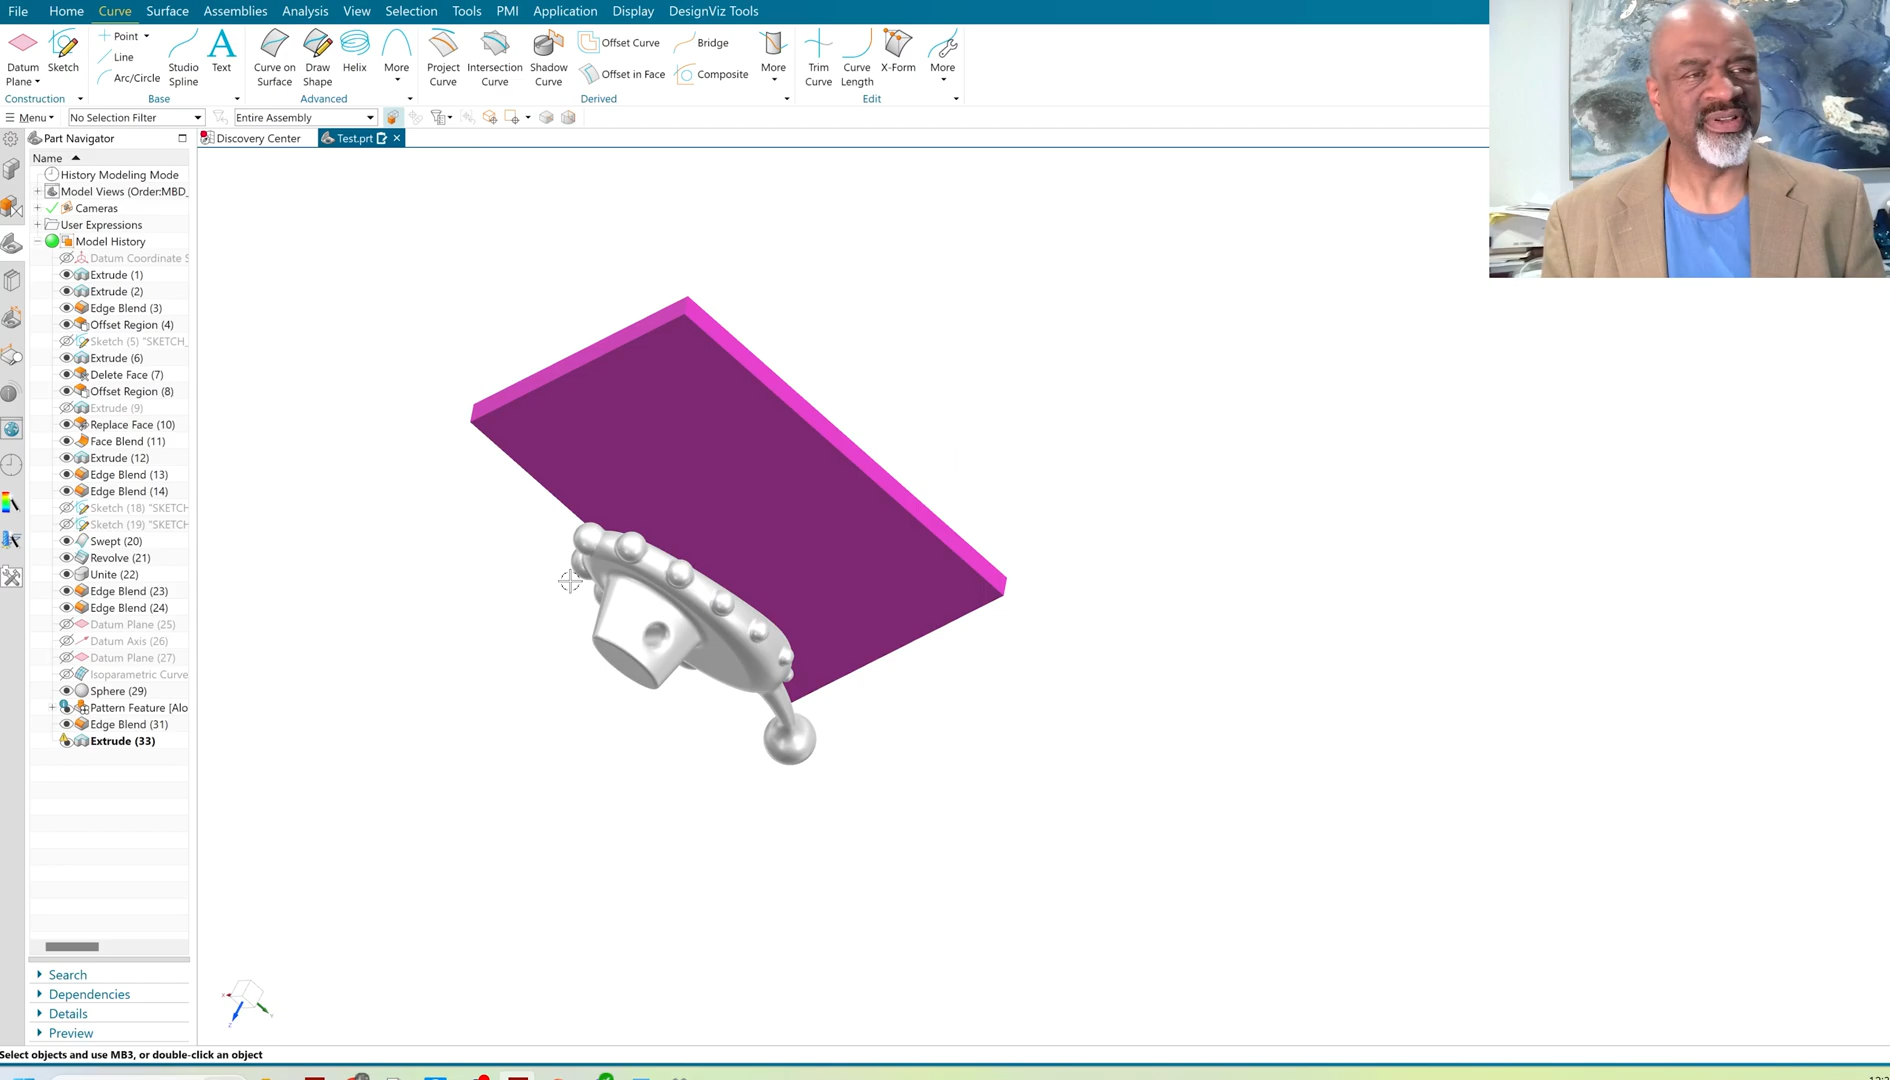 File Home Curve Surface Assemblies Analysis View Selection Tools PMI Application Display DesignViz Tools
Datum Plane
Sketch
Construction
Point
Line
Arc/Circle
Studio Spline
Text
Base
Curve on Surface
Draw Shape
Helix
More
Advanced
Project Curve
Intersection Curve
Shadow Curve
Offset Curve
Offset in Face
Bridge
Composite
More
Derived
Trim Curve
Curve Length
X-Form
More
Edit
Menu No Selection Filter Entire Assembly
Part Navigator Discovery Center Test.prt
Name
History Modeling Mode
Model Views (Order:MBD_
Cameras
User Expressions
Model History
Datum Coordinate S
Extrude (1)
Extrude (2)
Edge Blend (3)
Offset Region (4)
Sketch (5) "SKETCH_
Extrude (6)
Delete Face (7)
Offset Region (8)
Extrude (9)
Replace Face (10)
Face Blend (11)
Extrude (12)
Edge Blend (13)
Edge Blend (14)
Sketch (18) "SKETCH
Sketch (19) "SKETCH
Swept (20)
Revolve (21)
Unite (22)
Edge Blend (23)
Edge Blend (24)
Datum Plane (25)
Datum Axis (26)
Datum Plane (27)
Isoparametric Curve
Sphere (29)
Pattern Feature [Alo
Edge Blend (31)
Extrude (33)
Search
Dependencies
Details
Preview
X
Y
Z
Select objects and use MB3, or double-click an object